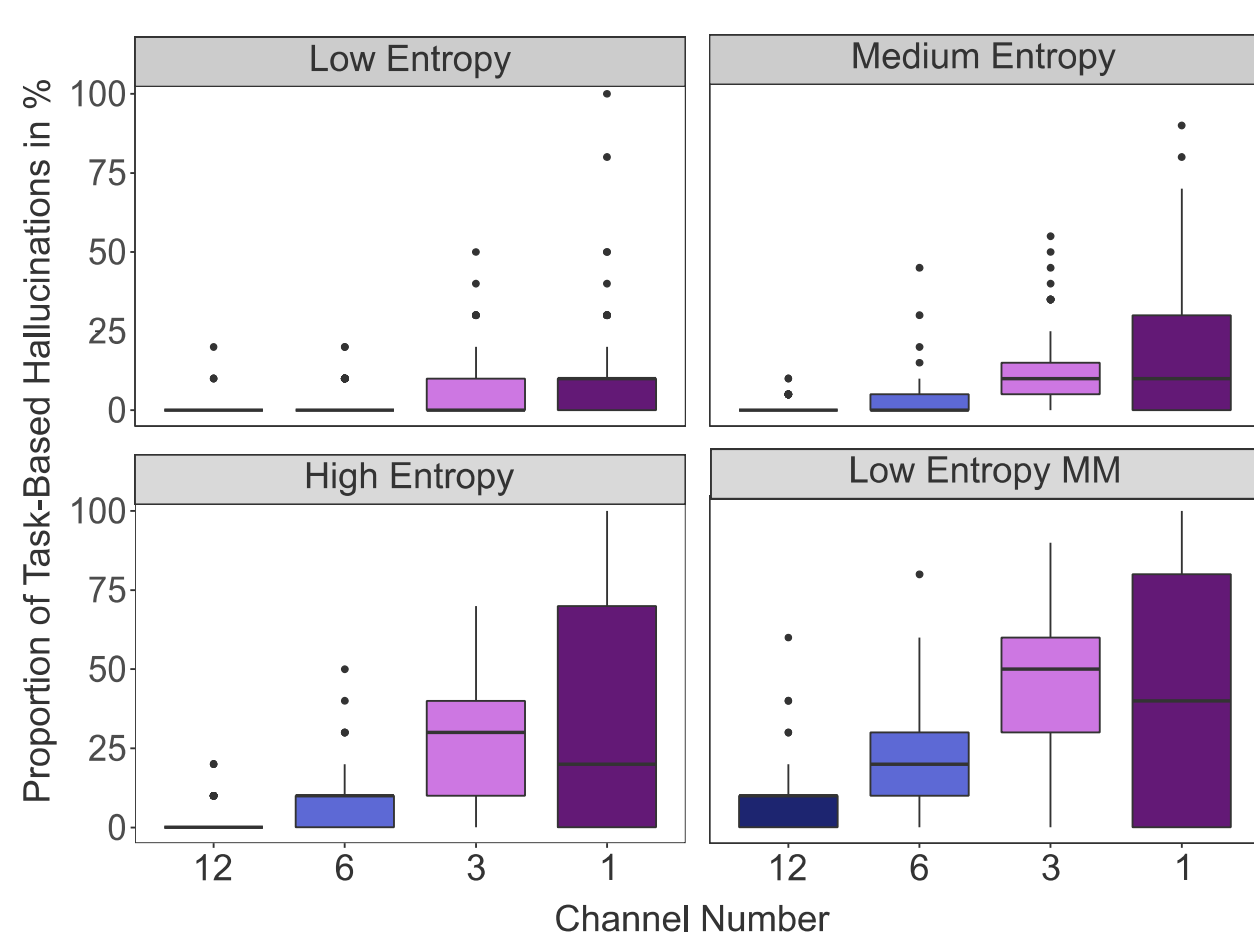 Proportion of Task-Based Hallucinations in %
Low Entropy
Medium Entropy
100
75
50
25
0
High Entropy
Low Entropy MM
100
75
50
25
0
12 6 3 1 12 6 3 1
Channel Number